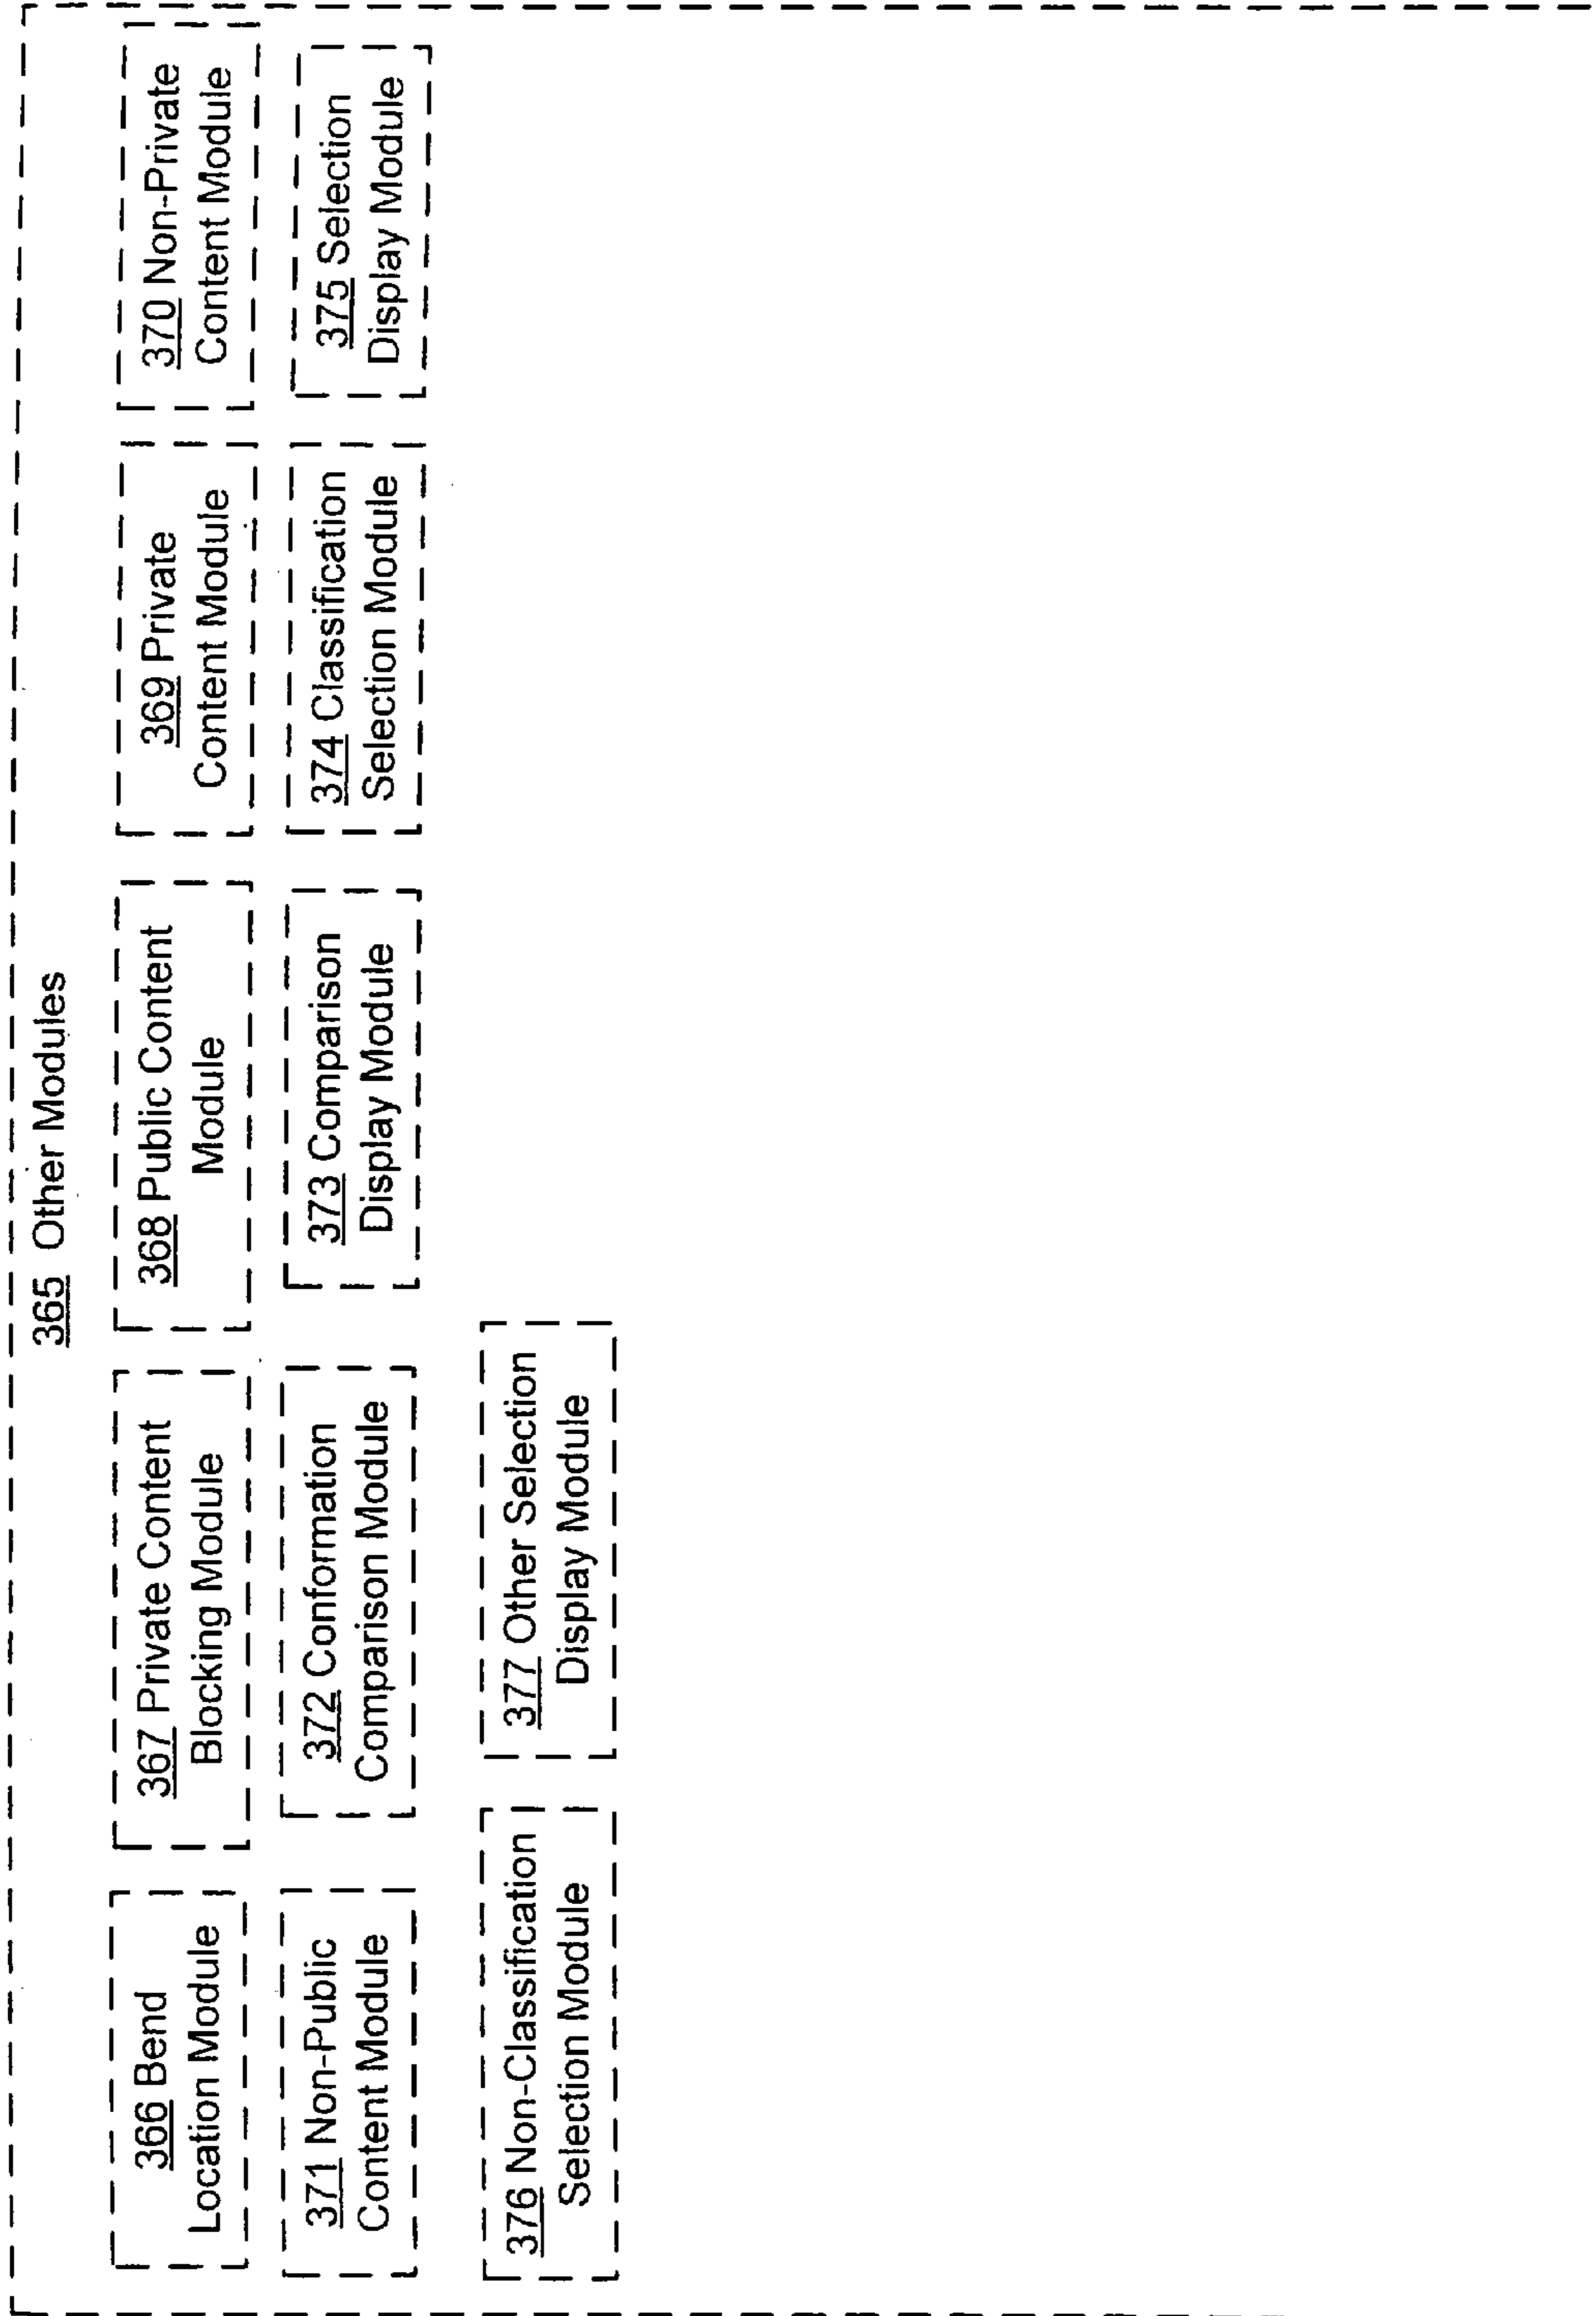 365 Other Modules
366 Bend
Location Module
367 Private Content
Blocking Module
368 Public Content
Module
369 Private
Content Module
370 Non-Private
Content Module
371 Non-Public
Content Module
372 Conformation
Comparison Module
373 Comparison
Display Module
374 Classification
Selection Module
375 Selection
Display Module
376 Non-Classification
Selection Module
377 Other Selection
Display Module